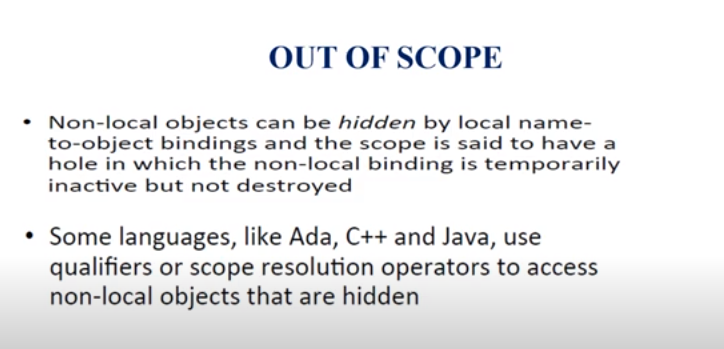 OUT OF SCOPE
• Non-local objects can be hidden by local name-
to-object bindings and the scope is said to have a
hole in which the non-local binding is temporarily
inactive but not destroyed
• Some languages, like Ada, C++ and Java, use
qualifiers or scope resolution operators to access
non-local objects that are hidden